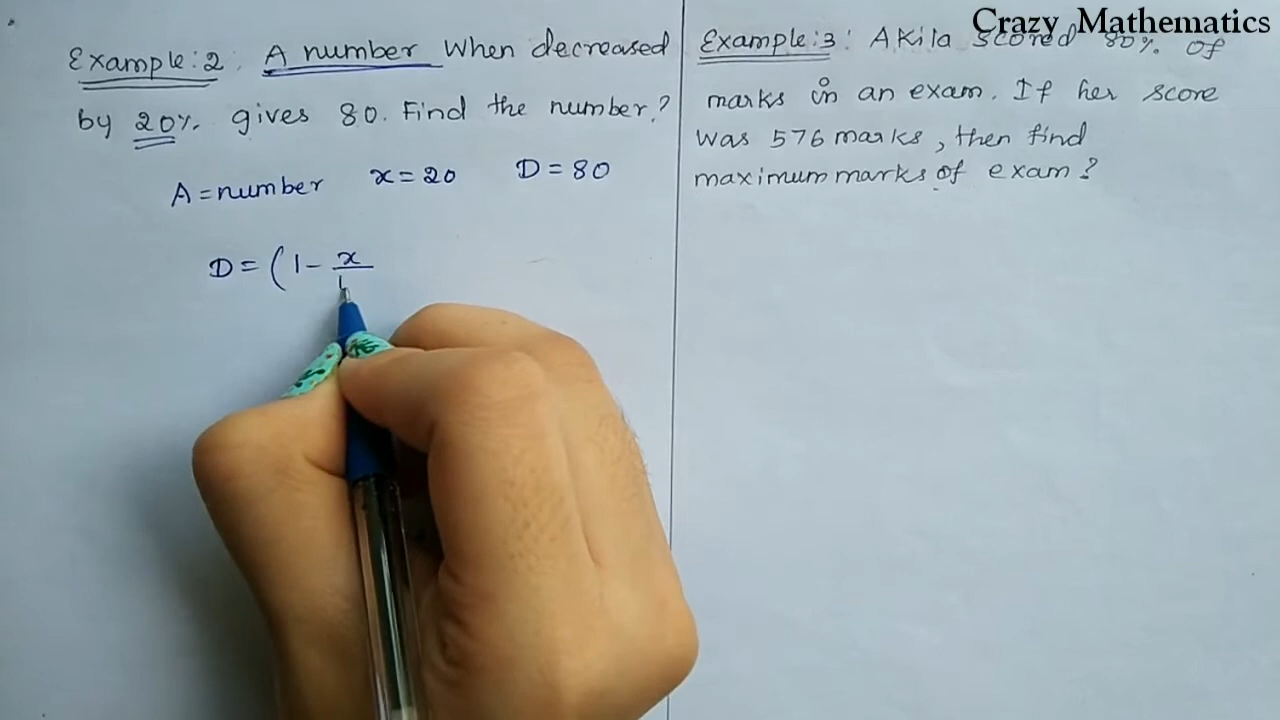 Crazy Mathematics
Example:2: A number when decreased
by 20% gives 80. Find the number?
A = number x = 20 D = 80
D = (1 - x
Example:3: Akila scored 80% of
marks in an exam. If her score
was 576 marks, then find
maximum marks of exam?